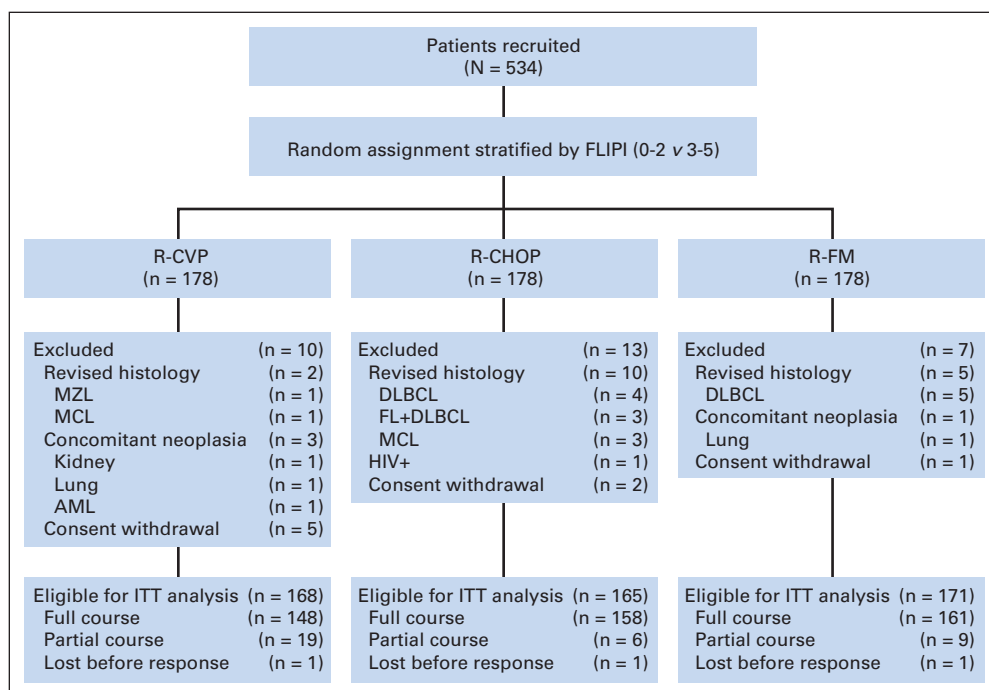 Patients recruited
(N = 534)
Random assignment stratified by FLIPI (0-2 v 3-5)
R-CVP
(n = 178)
R-CHOP
(n = 178)
R-FM
(n = 178)
Excluded (n = 10)
Revised histology (n = 2)
MZL (n = 1)
MCL (n = 1)
Concomitant neoplasia (n = 3)
Kidney (n = 1)
Lung (n = 1)
AML (n = 1)
Consent withdrawal (n = 5)
Excluded (n = 13)
Revised histology (n = 10)
DLBCL (n = 4)
FL+DLBCL (n = 3)
MCL (n = 3)
HIV+ (n = 1)
Consent withdrawal (n = 2)
Excluded (n = 7)
Revised histology (n = 5)
DLBCL (n = 5)
Concomitant neoplasia (n = 1)
Lung (n = 1)
Consent withdrawal (n = 1)
Eligible for ITT analysis (n = 168)
Full course (n = 148)
Partial course (n = 19)
Lost before response (n = 1)
Eligible for ITT analysis (n = 165)
Full course (n = 158)
Partial course (n = 6)
Lost before response (n = 1)
Eligible for ITT analysis (n = 171)
Full course (n = 161)
Partial course (n = 9)
Lost before response (n = 1)